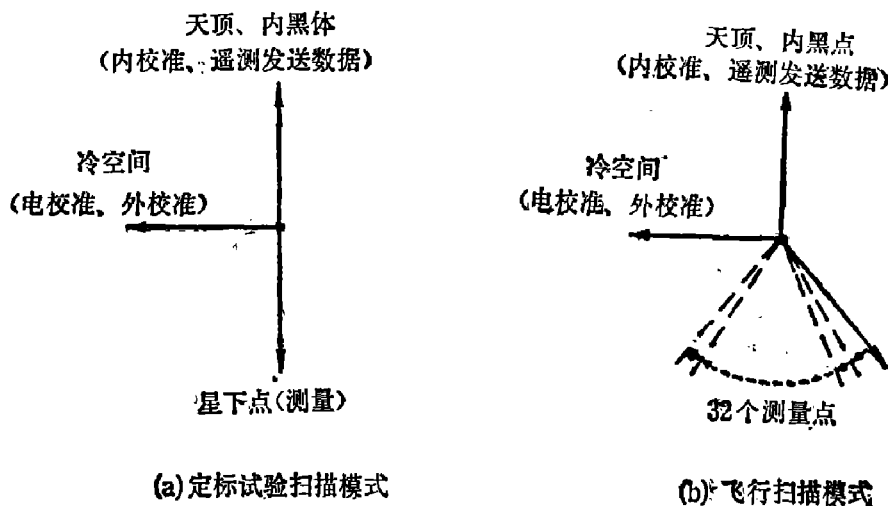 天顶、内黑体
(内校准、遥测发送数据)
冷空间
(电校准、外校准)
星下点(测量)
(a)定标试验扫描模式
天顶、内黑点
(内校准、遥测发送数据)
冷空间
(电校准、外校准)
32个测量点
(b)飞行扫描模式